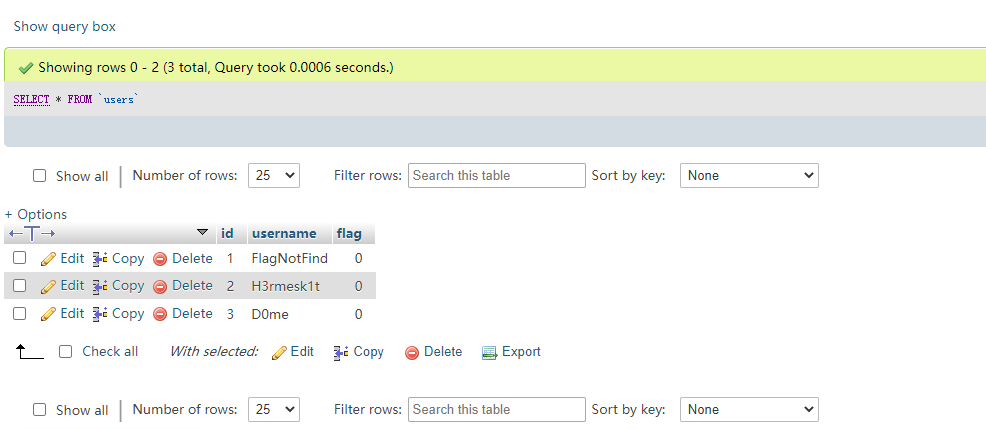 Show query box
Showing rows 0 - 2 (3 total, Query took 0.0006 seconds.)
SELECT * FROM `users`
Show all Number of rows: 25 Filter rows: Search this table Sort by key: None
+ Options
←T→ id username flag
Edit Copy Delete 1 FlagNotFind 0
Edit Copy Delete 2 H3rmesk1t 0
Edit Copy Delete 3 D0me 0
Check all With selected: Edit Copy Delete Export
Show all Number of rows: 25 Filter rows: Search this table Sort by key: None